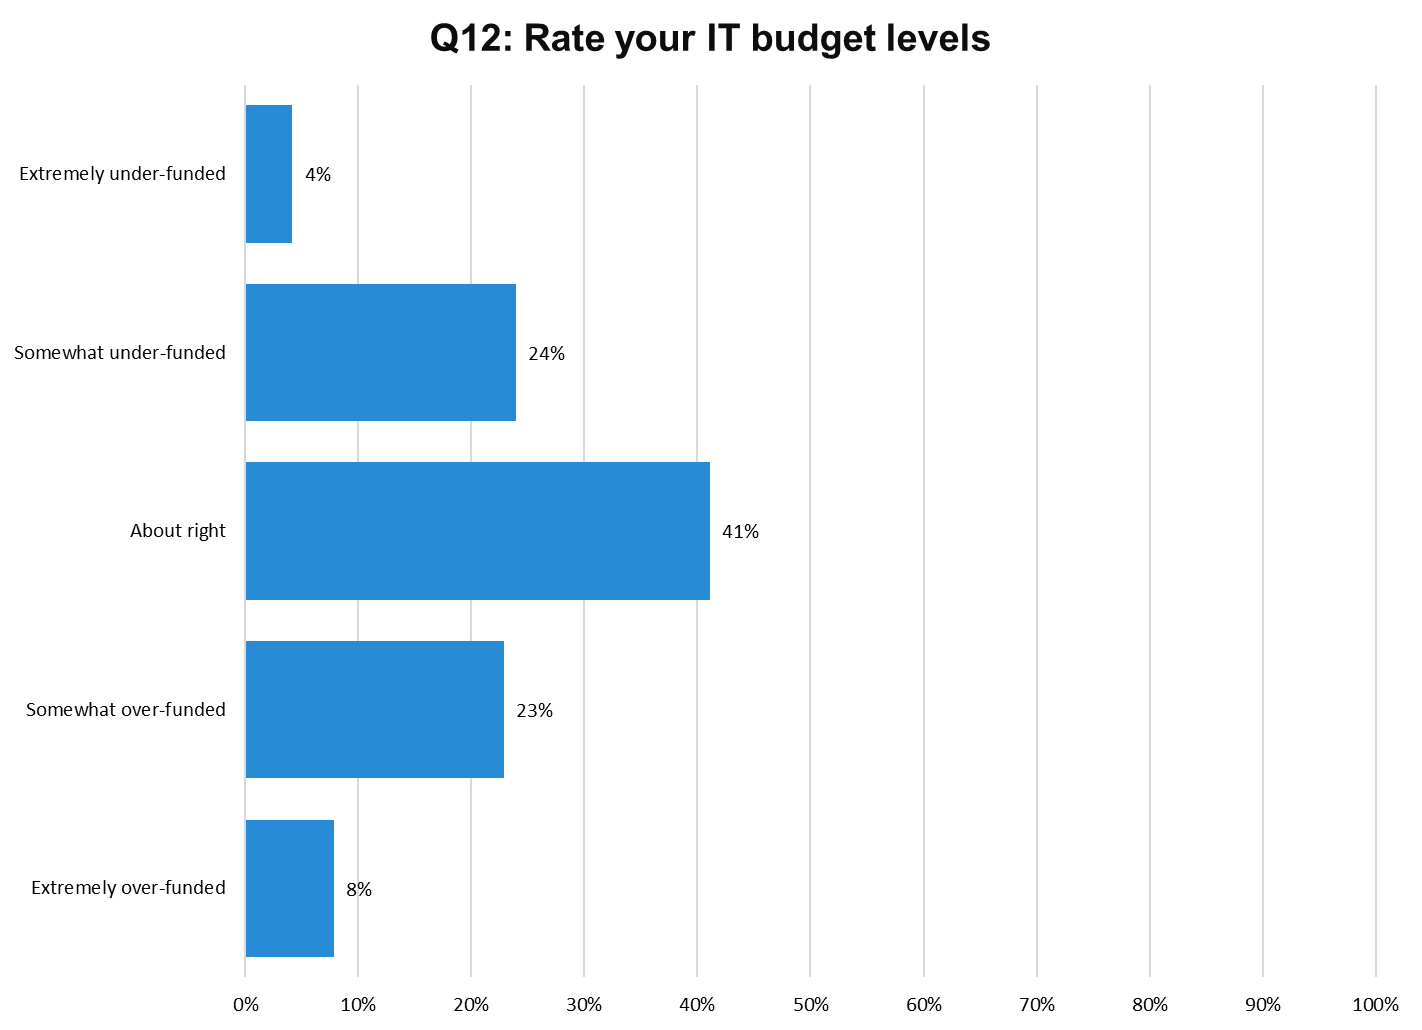 Q12: Rate your IT budget levels
Extremely under-funded 4%
Somewhat under-funded 24%
About right 41%
Somewhat over-funded 23%
Extremely over-funded 8%
0% 10% 20% 30% 40% 50% 60% 70% 80% 90% 100%